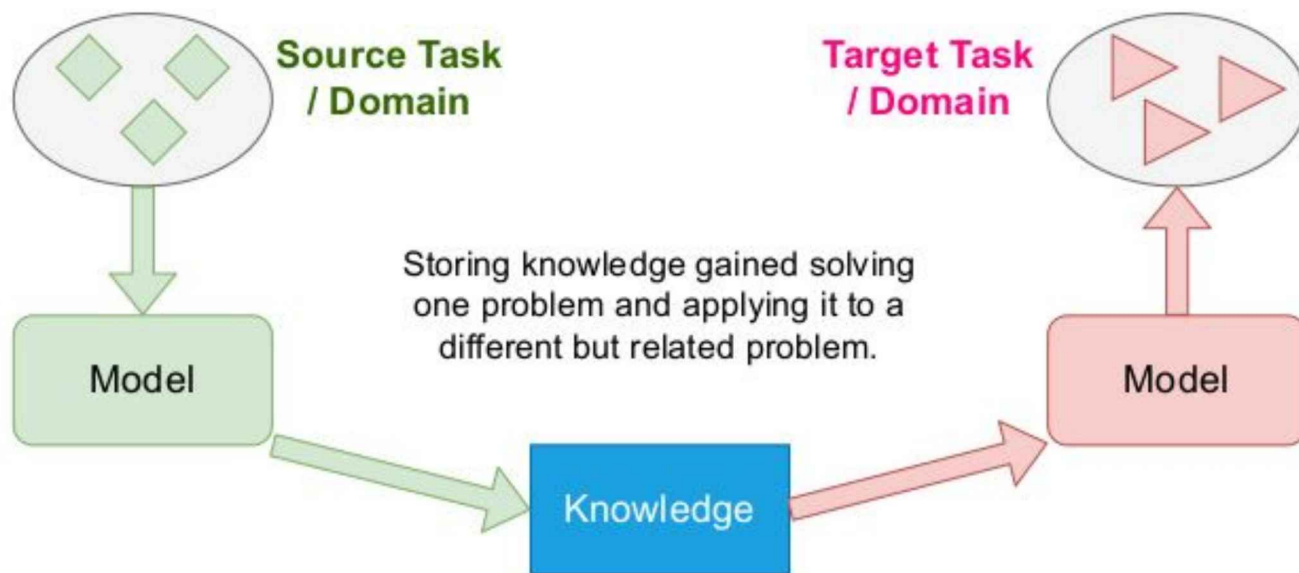 Source Task
/ Domain
Target Task
/ Domain
Storing knowledge gained solving
one problem and applying it to a
different but related problem.
Model
Model
Knowledge